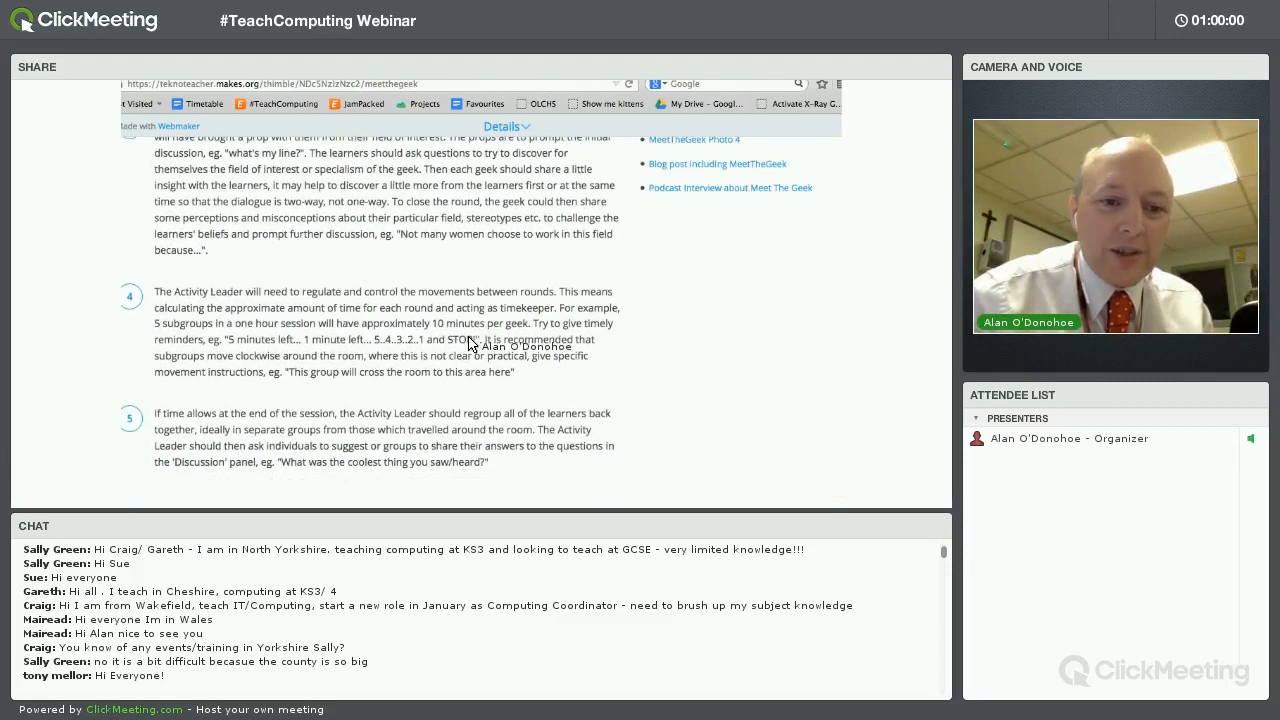 ClickMeeting
#TeachComputing Webinar
01:00:00
SHARE
https://teknoteacher.makes.org/thimble/NDc5NzIzNzc2/meetthegeek
Google
st Visited
Timetable
#TeachComputing
JamPacked
Projects
Favourites
OLCHS
Show me kittens
My Drive – Googl...
Activate X-Ray G...
Made with Webmaker
Details
will have brought a prop with them from their field of interest. The props are to prompt the initial
discussion, eg. "what's my line?". The learners should ask questions to try to discover for
themselves the field of interest or specialism of the geek. Then each geek should share a little
insight with the learners, it may help to discover a little more from the learners first or at the same
time so that the dialogue is two-way, not one-way. To close the round, the geek could then share
some perceptions and misconceptions about their particular field, stereotypes etc. to challenge the
learners' beliefs and prompt further discussion, eg. "Not many women choose to work in this field
because...".
MeetTheGeek Photo 4
Blog post including MeetTheGeek
Podcast Interview about Meet The Geek
4
The Activity Leader will need to regulate and control the movements between rounds. This means
calculating the approximate amount of time for each round and acting as timekeeper. For example,
5 subgroups in a one hour session will have approximately 10 minutes per geek. Try to give timely
reminders, eg. "5 minutes left... 1 minute left... 5..4..3..2..1 and STOP". It is recommended that
subgroups move clockwise around the room, where this is not clear or practical, give specific
movement instructions, eg. "This group will cross the room to this area here"
Alan O'Donohoe
5
If time allows at the end of the session, the Activity Leader should regroup all of the learners back
together, ideally in separate groups from those which travelled around the room. The Activity
Leader should then ask individuals to suggest or groups to share their answers to the questions in
the 'Discussion' panel, eg. "What was the coolest thing you saw/heard?"
CAMERA AND VOICE
Alan O'Donohoe
ATTENDEE LIST
PRESENTERS
Alan O'Donohoe - Organizer
CHAT
Sally Green: Hi Craig/ Gareth - I am in North Yorkshire. teaching computing at KS3 and looking to teach at GCSE - very limited knowledge!!!
Sally Green: Hi Sue
Sue: Hi everyone
Gareth: Hi all . I teach in Cheshire, computing at KS3/ 4
Craig: Hi I am from Wakefield, teach IT/Computing, start a new role in January as Computing Coordinator - need to brush up my subject knowledge
Mairead: Hi everyone Im in Wales
Mairead: Hi Alan nice to see you
Craig: You know of any events/training in Yorkshire Sally?
Sally Green: no it is a bit difficult becasue the county is so big
tony mellor: Hi Everyone!
ClickMeeting
Powered by ClickMeeting.com - Host your own meeting